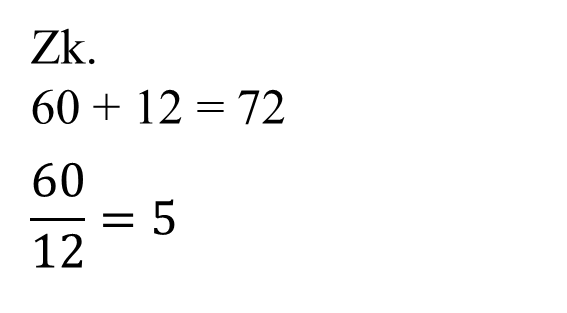 Zk.
60 + 12 = 72
60/12 = 5